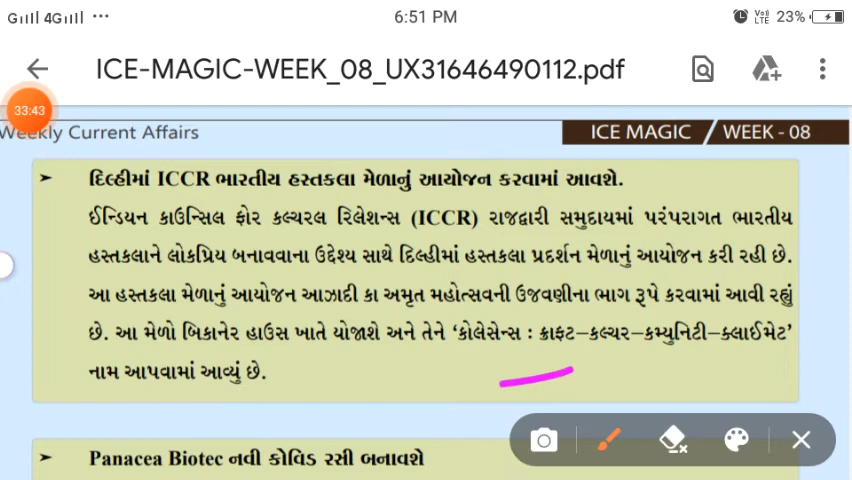 4G
6:51 PM
Vo) LTE
23%
ICE-MAGIC-WEEK_08_UX31646490112.pdf
33:43
Weekly Current Affairs
ICE MAGIC / WEEK - 08
➤ દિલ્હીમાં ICCR ભારતીય હસ્તકલા મેળાનું આયોજન કરવામાં આવશે.
ઈન્ડિયન કાઉન્સિલ ફોર કલ્ચરલ રિલેશન્સ (ICCR) રાજદ્વારી સમુદાયમાં પરંપરાગત ભારતીય
હસ્તકલાને લોકપ્રિય બનાવવાના ઉદ્દેશ્ય સાથે દિલ્હીમાં હસ્તકલા પ્રદર્શન મેળાનું આયોજન કરી રહી છે.
આ હસ્તકલા મેળાનું આયોજન આઝાદી કા અમૃત મહોત્સવની ઉજવણીના ભાગ રૂપે કરવામાં આવી રહ્યું
છે. આ મેળો બિકાનેર હાઉસ ખાતે યોજાશે અને તેને ‘કોલેસેન્સ : ક્રાફટ–કલ્ચર–કમ્યુનિટી–ક્લાઈમેટ’
નામ આપવામાં આવ્યું છે.
➤ Panacea Biotec નવી કોવિડ રસી બનાવશે